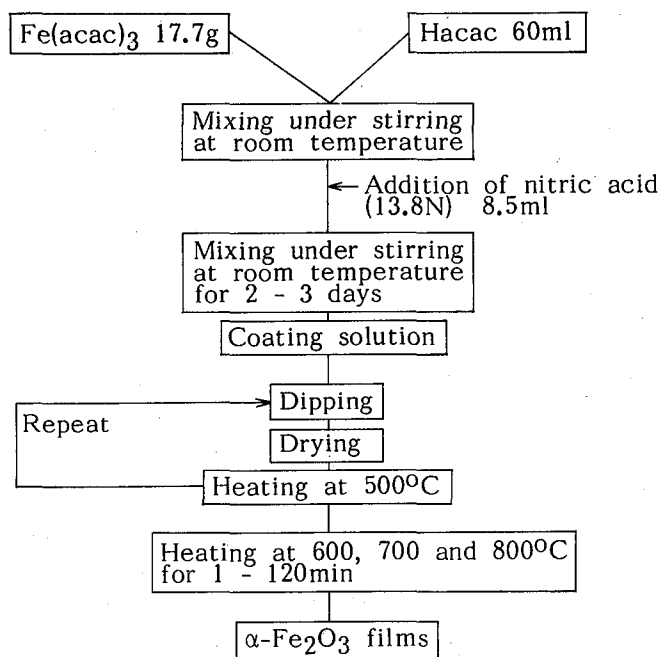 Fe(acac)3 17.7g
Hacac 60ml
Mixing under stirring
at room temperature
Addition of nitric acid
(13.8N) 8.5ml
Mixing under stirring
at room temperature
for 2 - 3 days
Coating solution
Dipping
Repeat
Drying
Heating at 500°C
Heating at 600, 700 and 800°C
for 1 - 120min
α-Fe2O3 films